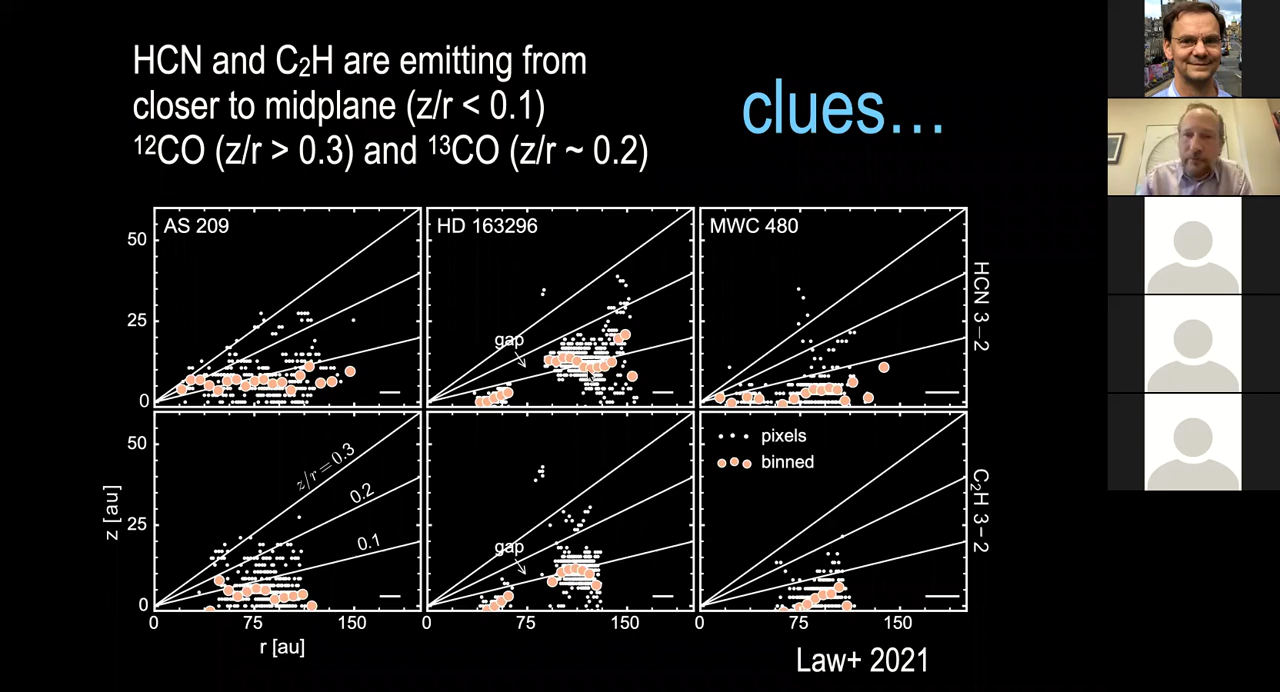 HCN and C₂H are emitting from
closer to midplane (z/r < 0.1)
¹²CO (z/r > 0.3) and ¹³CO (z/r ~ 0.2)
clues…
AS 209
HD 163296
MWC 480
HCN 3−2
50
25
0
gap
C₂H 3−2
z [au]
50
25
0
z/r = 0.3
0.2
0.1
gap
pixels
binned
0 75 150
0 75 150
0 75 150
r [au]
Law+ 2021